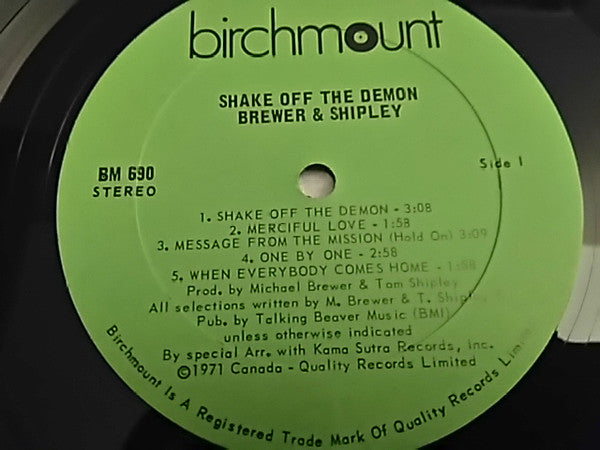 birchmount
SHAKE OFF THE DEMON
BREWER & SHIPLEY
BM 690
STEREO
Side 1
1. SHAKE OFF THE DEMON - 3:08
2. MERCIFUL LOVE - 1:58
3. MESSAGE FROM THE MISSION (Hold On) 3:09
4. ONE BY ONE - 2:58
5. WHEN EVERYBODY COMES HOME - 1:58
Prod. by Michael Brewer & Tom Shipley
All selections written by M. Brewer & T. Shipley
Pub. by Talking Beaver Music (BMI)
unless otherwise indicated
By special Arr. with Kama Sutra Records, Inc.
©1971 Canada - Quality Records Limited
Birchmount Is A Registered Trade Mark Of Quality Records Limited